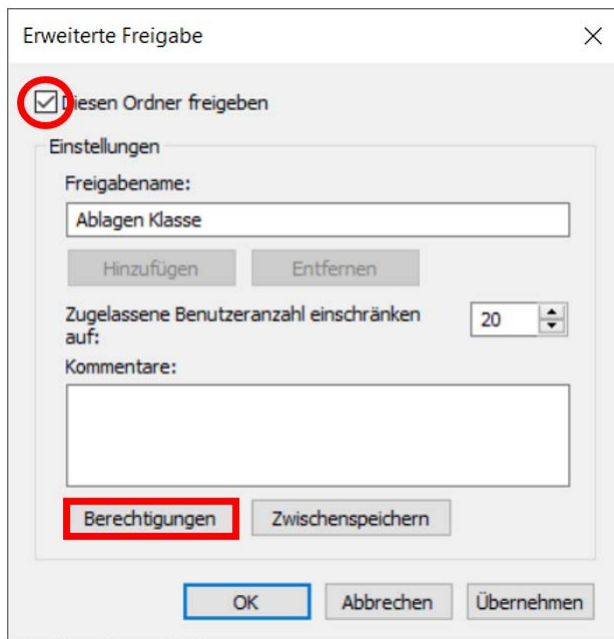 Erweiterte Freigabe
Diesen Ordner freigeben
Einstellungen
Freigabename:
Ablagen Klasse
Hinzufügen Entfernen
Zugelassene Benutzeranzahl einschränken
auf:
20
Kommentare:
Berechtigungen Zwischenspeichern
OK Abbrechen Übernehmen